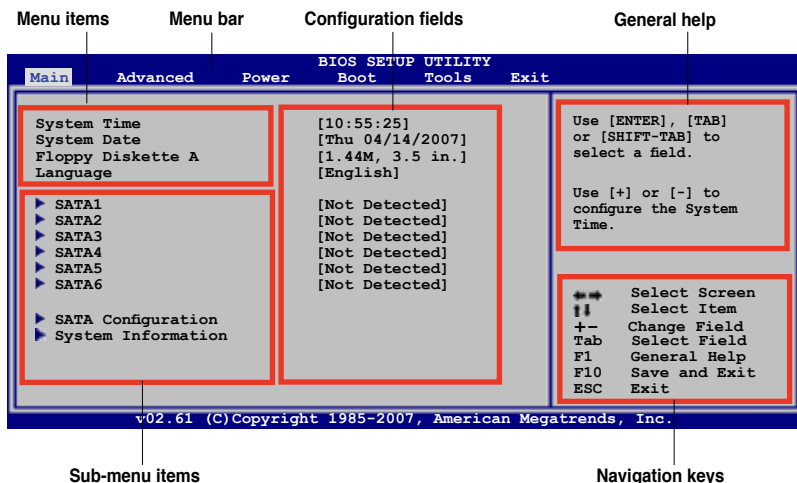 Menu items Menu bar Configuration fields General help
BIOS SETUP UTILITY
Main Advanced Power Boot Tools Exit
System Time [10:55:25]
System Date [Thu 04/14/2007]
Floppy Diskette A [1.44M, 3.5 in.]
Language [English]
SATA1 [Not Detected]
SATA2 [Not Detected]
SATA3 [Not Detected]
SATA4 [Not Detected]
SATA5 [Not Detected]
SATA6 [Not Detected]
SATA Configuration
System Information
Use [ENTER], [TAB]
or [SHIFT-TAB] to
select a field.
Use [+] or [-] to
configure the System
Time.
Select Screen
Select Item
+- Change Field
Tab Select Field
F1 General Help
F10 Save and Exit
ESC Exit
v02.61 (C)Copyright 1985-2007, American Megatrends, Inc.
Sub-menu items Navigation keys